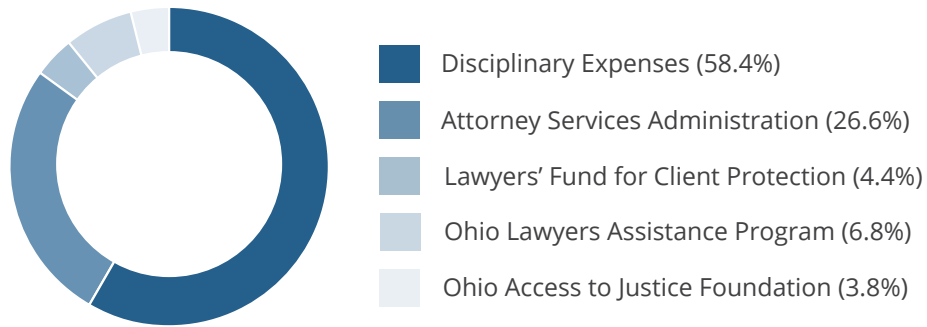 Disciplinary Expenses (58.4%)
Attorney Services Administration (26.6%)
Lawyers’ Fund for Client Protection (4.4%)
Ohio Lawyers Assistance Program (6.8%)
Ohio Access to Justice Foundation (3.8%)